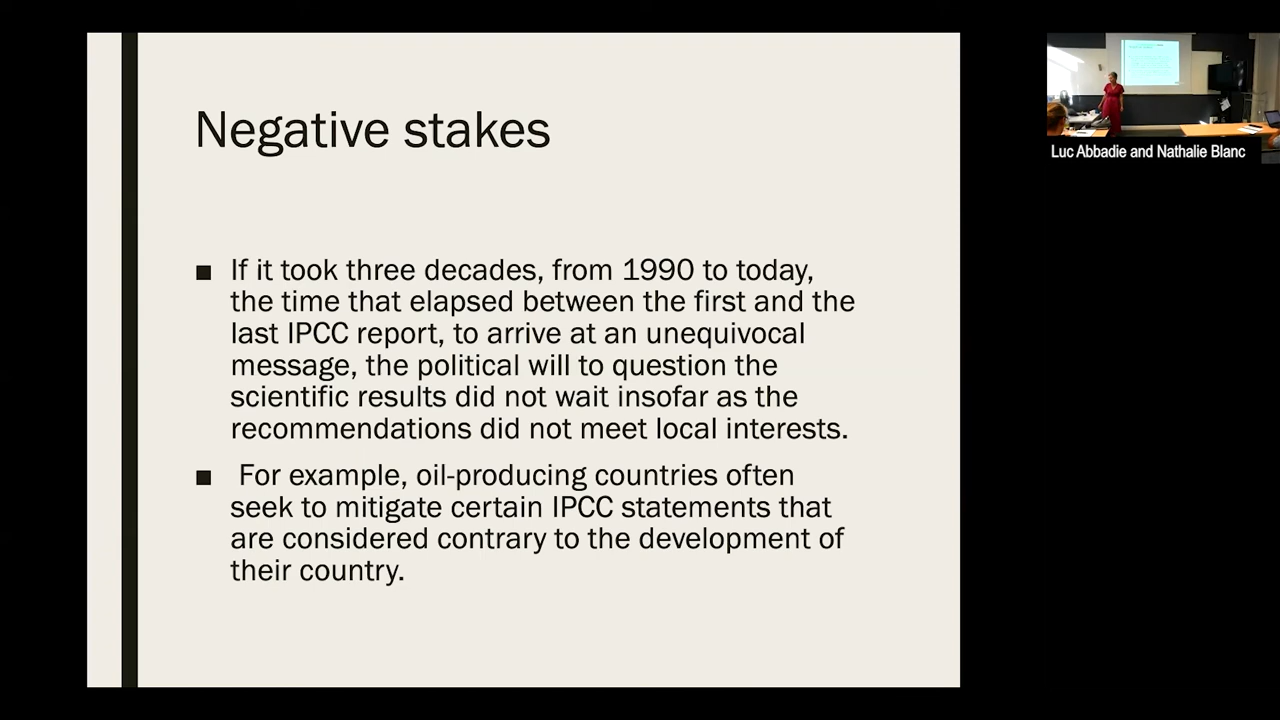 Negative stakes
■ If it took three decades, from 1990 to today,
the time that elapsed between the first and the
last IPCC report, to arrive at an unequivocal
message, the political will to question the
scientific results did not wait insofar as the
recommendations did not meet local interests.
■ For example, oil-producing countries often
seek to mitigate certain IPCC statements that
are considered contrary to the development of
their country.
Luc Abbadie and Nathalie Blanc